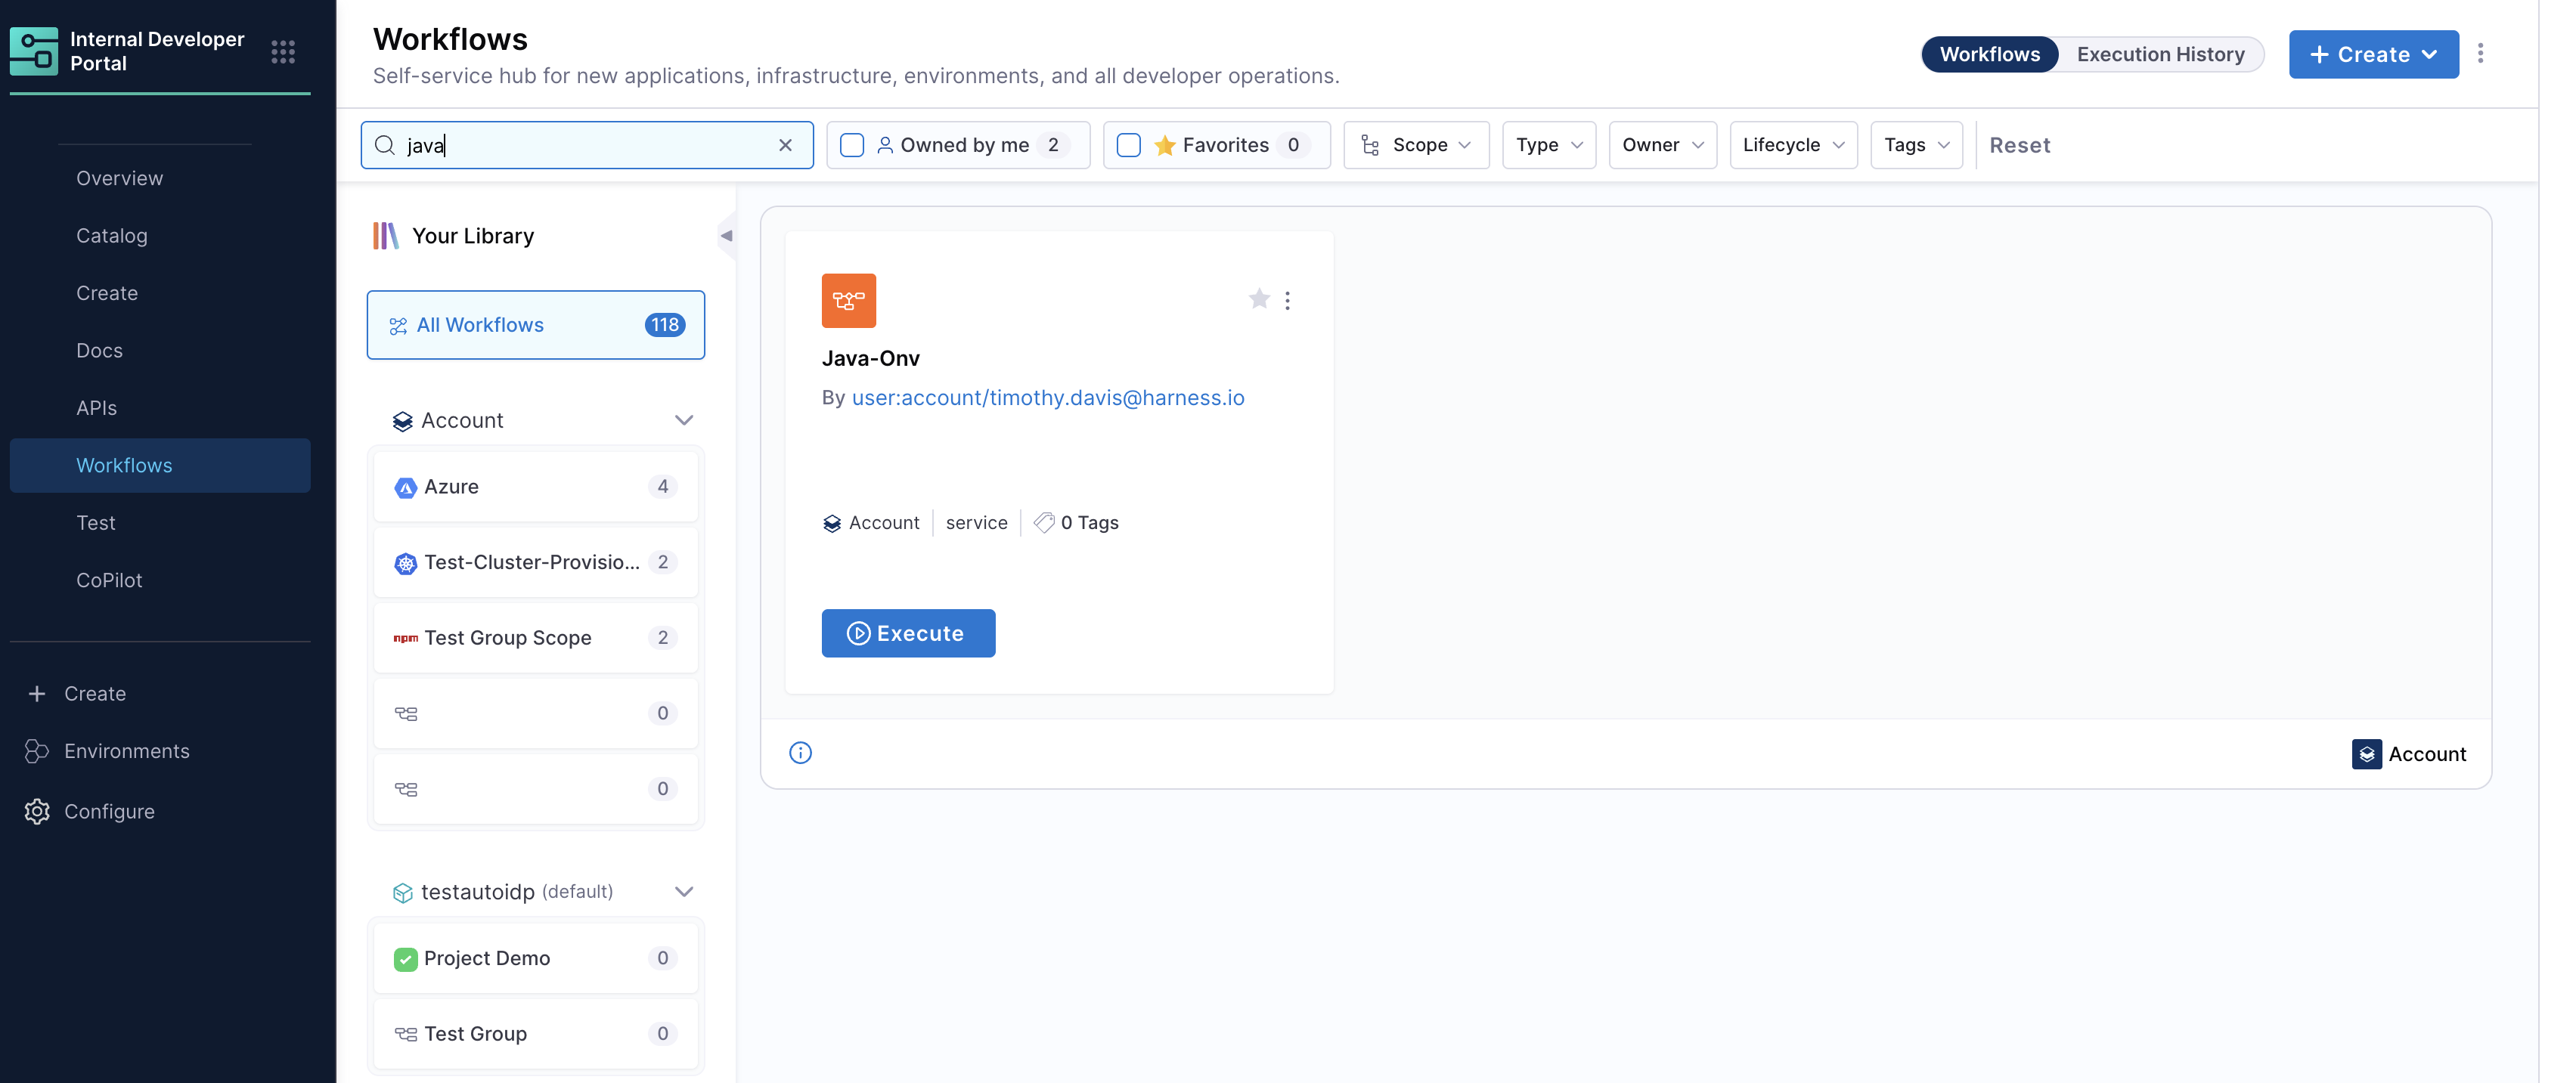 Internal Developer
Portal
Overview
Catalog
Create
Docs
APIs
Workflows
Test
CoPilot
Create
Environments
Configure
Workflows
Self-service hub for new applications, infrastructure, environments, and all developer operations.
Workflows
Execution History
Create
java
Owned by me 2
Favorites 0
Scope
Type
Owner
Lifecycle
Tags
Reset
Your Library
All Workflows 118
Account
Azure 4
Test-Cluster-Provisio... 2
npm Test Group Scope 2
0
0
testautoidp (default)
Project Demo 0
Test Group 0
Java-Onv
By user:account/timothy.davis@harness.io
Account service 0 Tags
Execute
Account